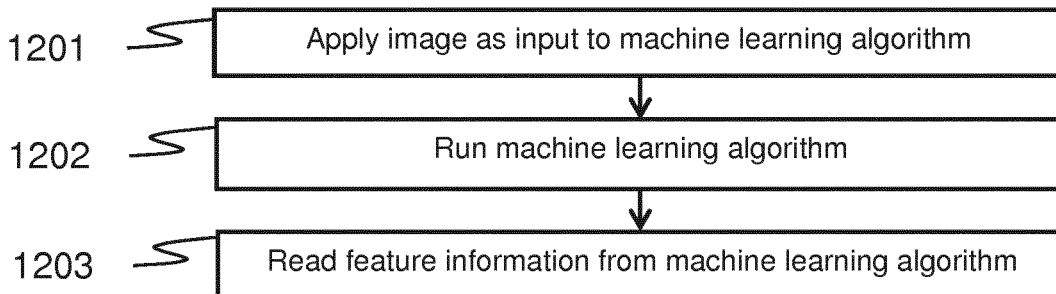 1201 Apply image as input to machine learning algorithm
1202 Run machine learning algorithm
1203 Read feature information from machine learning algorithm